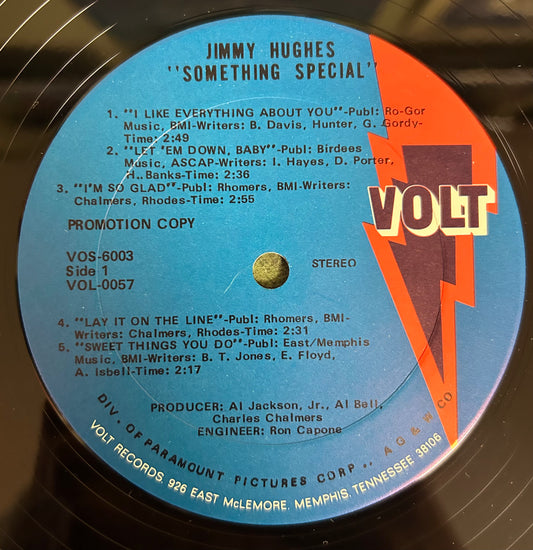 JIMMY HUGHES
"SOMETHING SPECIAL"
1. "I LIKE EVERYTHING ABOUT YOU"-Publ: Ro-Gor
Music, BMI-Writers: B. Davis, Hunter, G. Gordy-
Time: 2:49
2. "LET 'EM DOWN, BABY"-Publ: Birdees
Music, ASCAP-Writers: I. Hayes, D. Porter,
H. Banks-Time: 2:36
3. "I'M SO GLAD"-Publ: Rhomers, BMI-Writers:
Chalmers, Rhodes-Time: 2:55
PROMOTION COPY
VOLT
VOS-6003
Side 1
VOL-0057
STEREO
4. "LAY IT ON THE LINE"-Publ: Rhomers, BMI-
Writers: Chalmers, Rhodes-Time: 2:31
5. "SWEET THINGS YOU DO"-Publ: East/Memphis
Music, BMI-Writers: B. T. Jones, E. Floyd,
A. Isbell-Time: 2:17
PRODUCER: Al Jackson, Jr., Al Bell,
Charles Chalmers
ENGINEER: Ron Capone
DIV. OF PARAMOUNT PICTURES CORP., A G&W CO
VOLT RECORDS, 926 EAST McLEMORE, MEMPHIS, TENNESSEE 38106